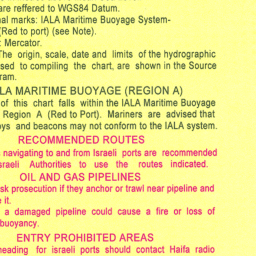 are reffered to WGS84 Datum.
nal marks: IALA Maritime Buoyage System-
(Red to port) (see Note).
: Mercator.
The origin, scale, date and limits of the hydrographic
sed to compiling the chart, are shown in the Source
ram.
LA MARITIME BUOYAGE (REGION A)
of this chart falls within the IALA Maritime Buoyage
Region A (Red to Port). Mariners are advised that
oys and beacons may not conform to the IALA system.
RECOMMENDED ROUTES
navigating to and from Israeli ports are recommended
sraeli Authorities to use the routes indicated.
OIL AND GAS PIPELINES
sk prosecution if they anchor or trawl near pipeline and
e it.
a damaged pipeline could cause a fire or loss of
buoyancy.
ENTRY PROHIBITED AREAS
heading for israeli ports should contact Haifa radio